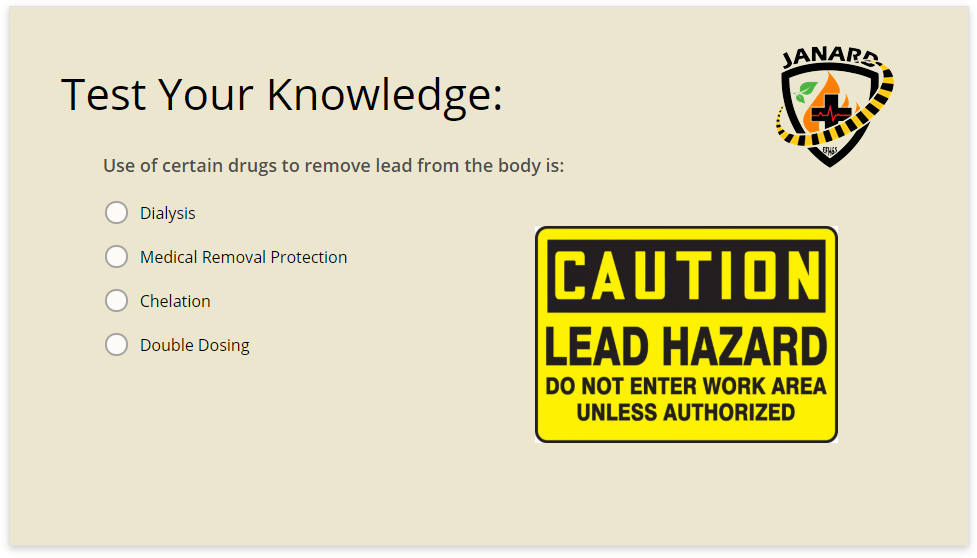 JANARD
Test Your Knowledge:
Use of certain drugs to remove lead from the body is:
Dialysis
Medical Removal Protection
Chelation
Double Dosing
CAUTION
LEAD HAZARD
DO NOT ENTER WORK AREA
UNLESS AUTHORIZED